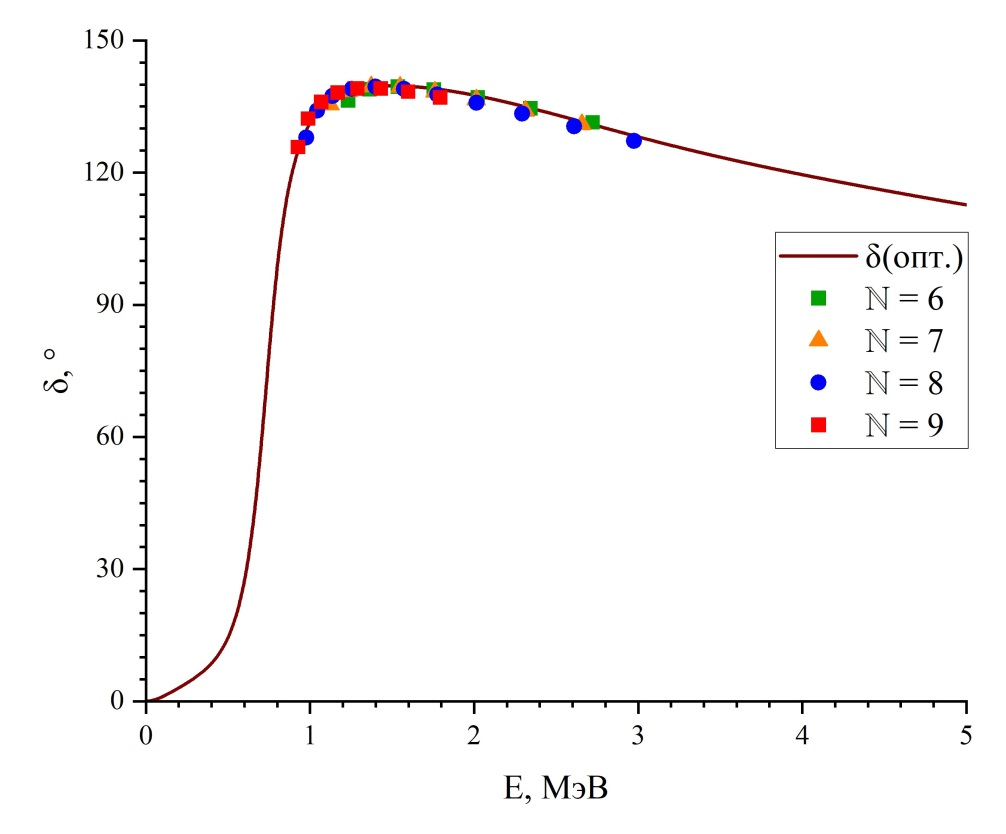 150
120
90
60
30
0
δ, °
0 1 2 3 4 5
E, МэВ
δ(опт.)
ℕ = 6
ℕ = 7
ℕ = 8
ℕ = 9